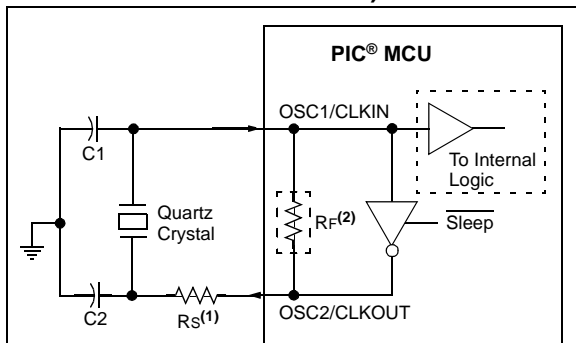 PIC® MCU
OSC1/CLKIN
C1
To Internal
Logic
Quartz
Crystal
RF(2)
Sleep
C2
RS(1)
OSC2/CLKOUT